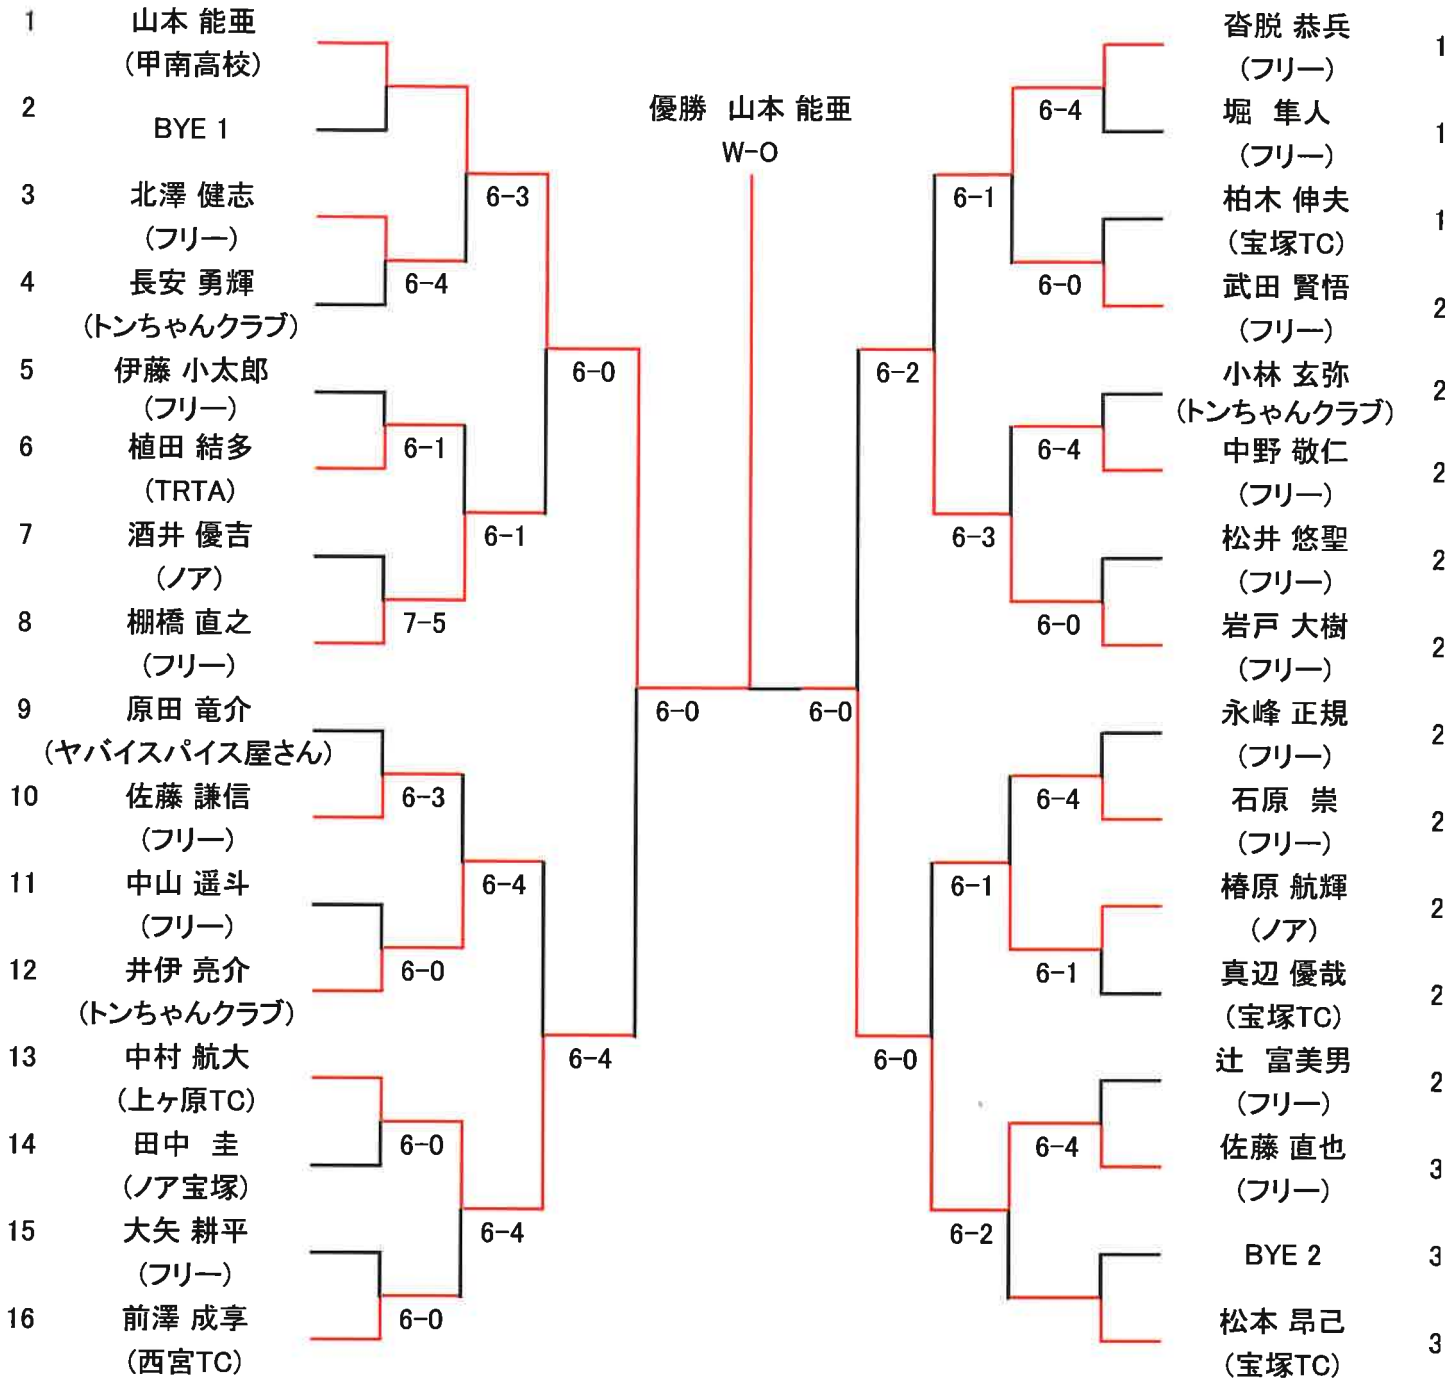 1 山本 能亜
(甲南高校)
2 BYE 1
3 北澤 健志
(フリー)
4 長安 勇輝
(トンちゃんクラブ)
5 伊藤 小太郎
(フリー)
6 植田 結多
(TRTA)
7 酒井 優吉
(ノア)
8 棚橋 直之
(フリー)
9 原田 竜介
(ヤバイスパイス屋さん)
10 佐藤 謙信
(フリー)
11 中山 遥斗
(フリー)
12 井伊 亮介
(トンちゃんクラブ)
13 中村 航大
(上ヶ原TC)
14 田中 圭
(ノア宝塚)
15 大矢 耕平
(フリー)
16 前澤 成享
(西宮TC)
6-4
6-1
7-5
6-3
6-0
6-0
6-0
6-3
6-1
6-4
6-4
6-0
6-4
6-0
優勝 山本 能亜
W-O
6-0
6-2
6-0
6-1
6-3
6-1
6-2
6-4
6-0
6-4
6-0
6-4
6-1
6-4
沓脱 恭兵 1
(フリー)
堀 隼人 1
(フリー)
柏木 伸夫 1
(宝塚TC)
武田 賢悟 2
(フリー)
小林 玄弥 2
(トンちゃんクラブ)
中野 敬仁 2
(フリー)
松井 悠聖 2
(フリー)
岩戸 大樹 2
(フリー)
永峰 正規 2
(フリー)
石原 崇 2
(フリー)
椿原 航輝 2
(ノア)
真辺 優哉 2
(宝塚TC)
辻 富美男 2
(フリー)
佐藤 直也 3
(フリー)
BYE 2 3
松本 昂己 3
(宝塚TC)